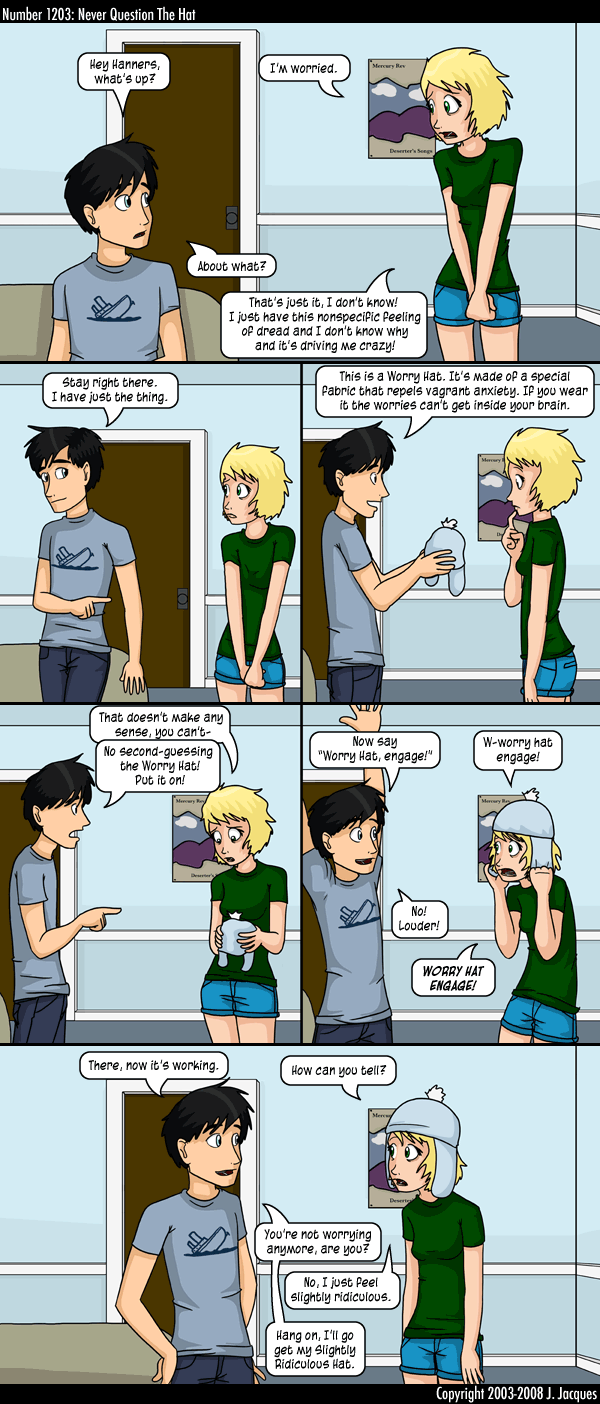 Number 1203: Never Question The Hat
Hey Hanners,
what's up?
I'm worried.
Mercury Rev
Deserter's Songs
About what?
That's just it, I don't know!
I just have this nonspecific feeling
of dread and I don't know why
and it's driving me crazy!
Stay right there.
I have just the thing.
This is a Worry Hat. It's made of a special
fabric that repels vagrant anxiety. If you wear
it the worries can't get inside your brain.
Mercury R
De
That doesn't make any
sense, you can't-
No second-guessing
the Worry Hat!
Put it on!
Mercury Rev
Deserter's S
Now say
"Worry Hat, engage!"
W-worry hat
engage!
Mercury
No!
Louder!
WORRY HAT
ENGAGE!
There, now it's working.
How can you tell?
Mercu
Deserte
You're not worrying
anymore, are you?
No, I just feel
slightly ridiculous.
Hang on, I'll go
get my Slightly
Ridiculous Hat.
Copyright 2003-2008 J. Jacques